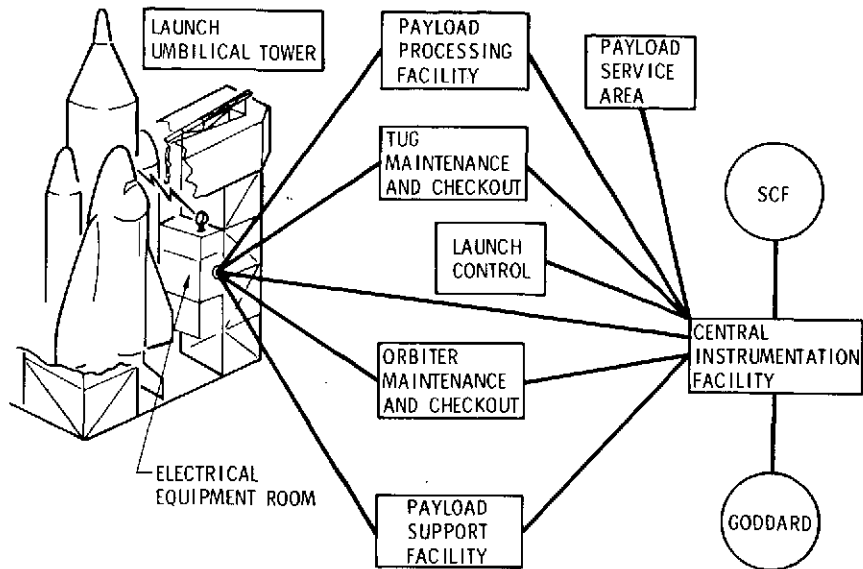 LAUNCH
UMBILICAL TOWER
PAYLOAD
PROCESSING
FACILITY
PAYLOAD
SERVICE
AREA
TUG
MAINTENANCE
AND CHECKOUT
SCF
LAUNCH
CONTROL
CENTRAL
INSTRUMENTATION
FACILITY
ORBITER
MAINTENANCE
AND CHECKOUT
ELECTRICAL
EQUIPMENT ROOM
PAYLOAD
SUPPORT
FACILITY
GODDARD